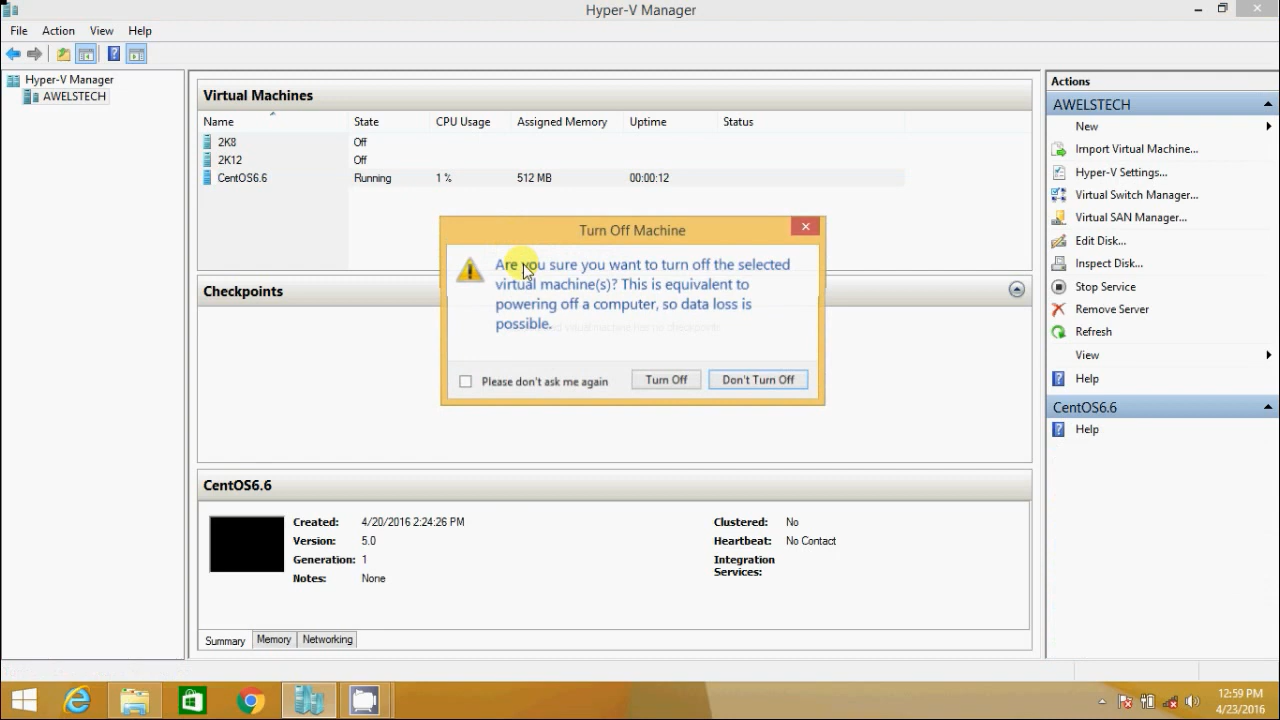 Hyper-V Manager
File Action View Help
Hyper-V Manager
AWELSTECH
Virtual Machines
Name State CPU Usage Assigned Memory Uptime Status
2K8 Off
2K12 Off
CentOS6.6 Running 1 % 512 MB 00:00:12
Turn Off Machine
Are you sure you want to turn off the selected
virtual machine(s)? This is equivalent to
powering off a computer, so data loss is
possible.
Please don't ask me again Turn Off Don't Turn Off
Checkpoints
CentOS6.6
Created: 4/20/2016 2:24:26 PM
Version: 5.0
Generation: 1
Notes: None
Clustered: No
Heartbeat: No Contact
Integration
Services:
Summary Memory Networking
Actions
AWELSTECH
New
Import Virtual Machine...
Hyper-V Settings...
Virtual Switch Manager...
Virtual SAN Manager...
Edit Disk...
Inspect Disk...
Stop Service
Remove Server
Refresh
View
Help
CentOS6.6
Help
12:59 PM
4/23/2016